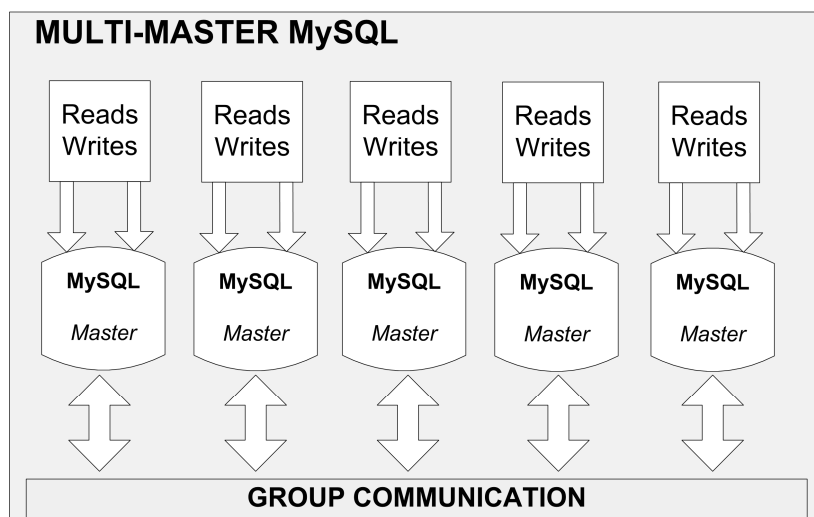 MULTI-MASTER MySQL
Reads
Writes
Reads
Writes
Reads
Writes
Reads
Writes
Reads
Writes
MySQL
Master
MySQL
Master
MySQL
Master
MySQL
Master
MySQL
Master
GROUP COMMUNICATION